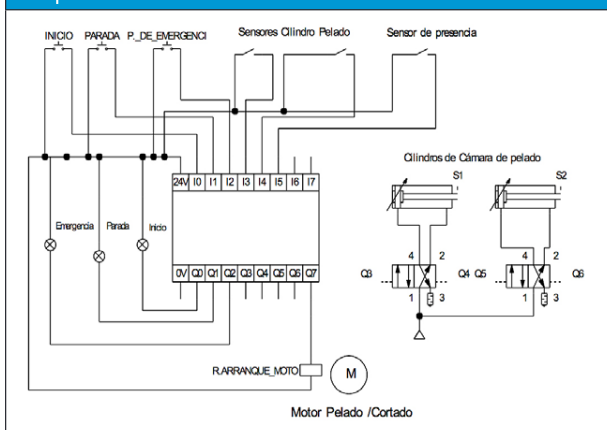 INICIO PARADA P._DE_EMERGENCI Sensores Cilindro Pelado Sensor de presencia
24V I0 I1 I2 I3 I4 I5 I6 I7
Emergencia Parada Inicio
0V Q0 Q1 Q2 Q3 Q4 Q5 Q6 Q7
R.ARRANQUE_MOTO M
Motor Pelado /Cortado
Cilindros de Cámara de pelado
S1 S2
4 2 4 2
Q3 Q4 Q5 Q6
1 3 1 3